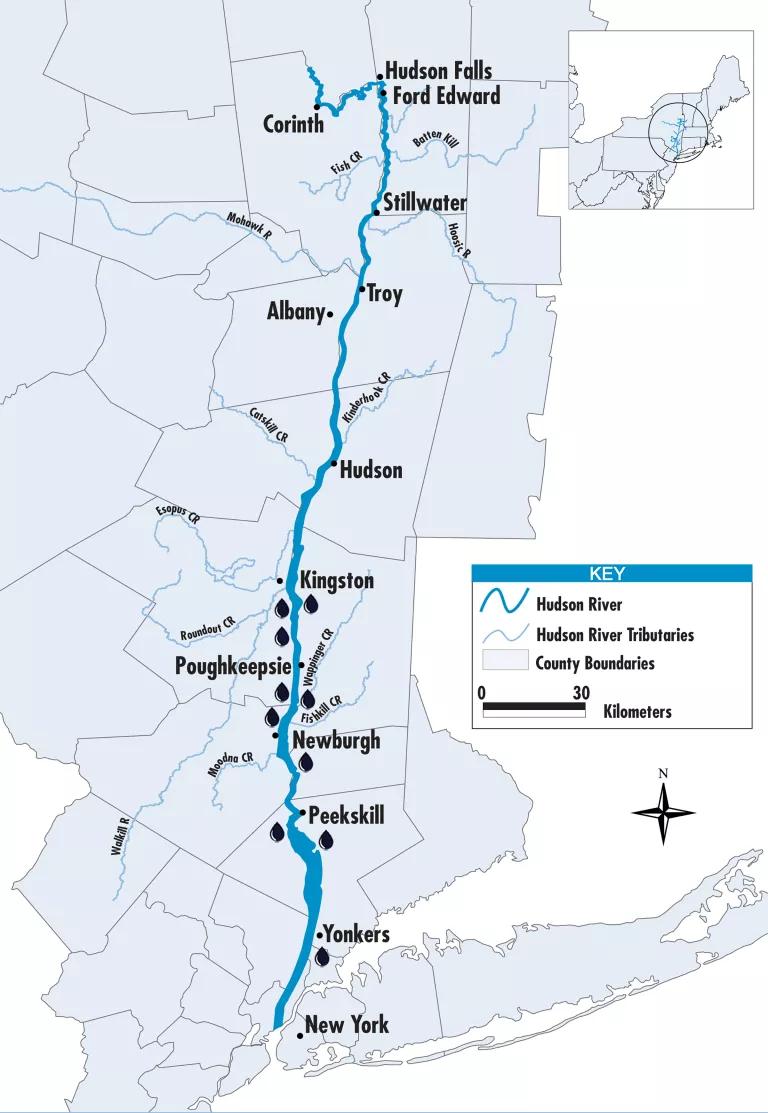 Hudson Falls
Ford Edward
Corinth
Batten Kill
Fish CR
Stillwater
Mohawk R
Hoosic R
Troy
Albany
Kinderhook CR
Catskill CR
Hudson
Esopus CR
Kingston
Roundout CR
Wappinger CR
Poughkeepsie
Fishkill CR
Newburgh
Moodna CR
Peekskill
Walkill R
Yonkers
New York
KEY
Hudson River
Hudson River Tributaries
County Boundaries
0 30
Kilometers
N